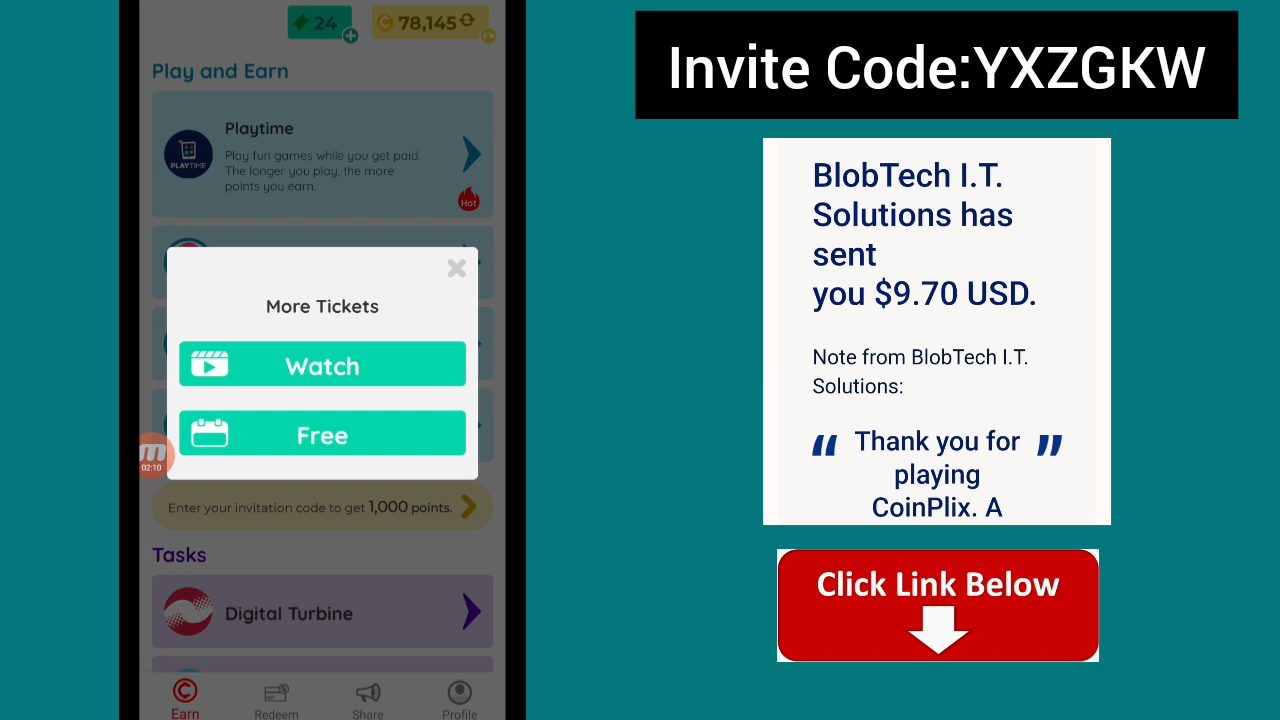 24
78,145
Play and Earn
Playtime
PLAYTIME
Play fun games while you get paid.
The longer you play, the more
points you earn.
Hot
More Tickets
Watch
Free
02:10
Enter your invitation code to get 1,000 points.
Tasks
Digital Turbine
Earn
Redeem
Share
Profile
Invite Code:YXZGKW
BlobTech I.T.
Solutions has
sent
you $9.70 USD.
Note from BlobTech I.T.
Solutions:
“ Thank you for ”
playing
CoinPlix. A
Click Link Below